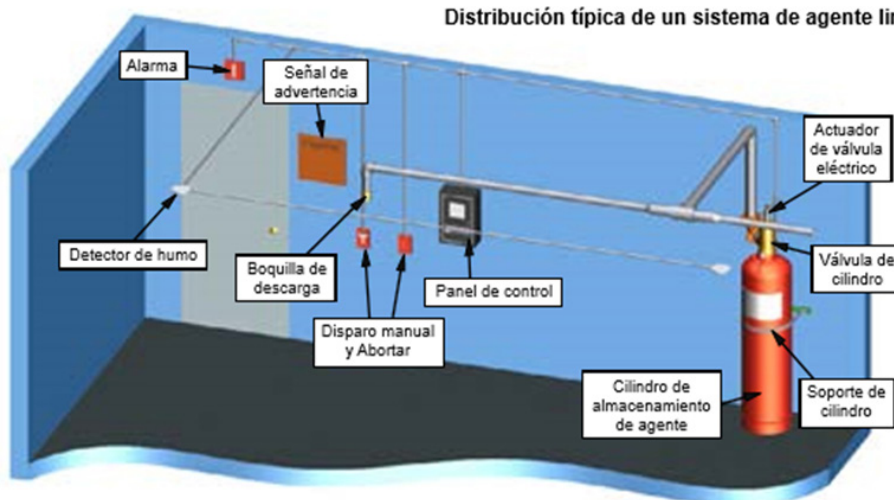 Distribución típica de un sistema de agente
Alarma
Señal de
advertencia
Actuador
de válvula
eléctrico
Detector de humo
Boquilla de
descarga
Panel de control
Válvula de
cilindro
Disparo manual
y Abortar
Cilindro de
almacenamiento
de agente
Soporte de
cilindro